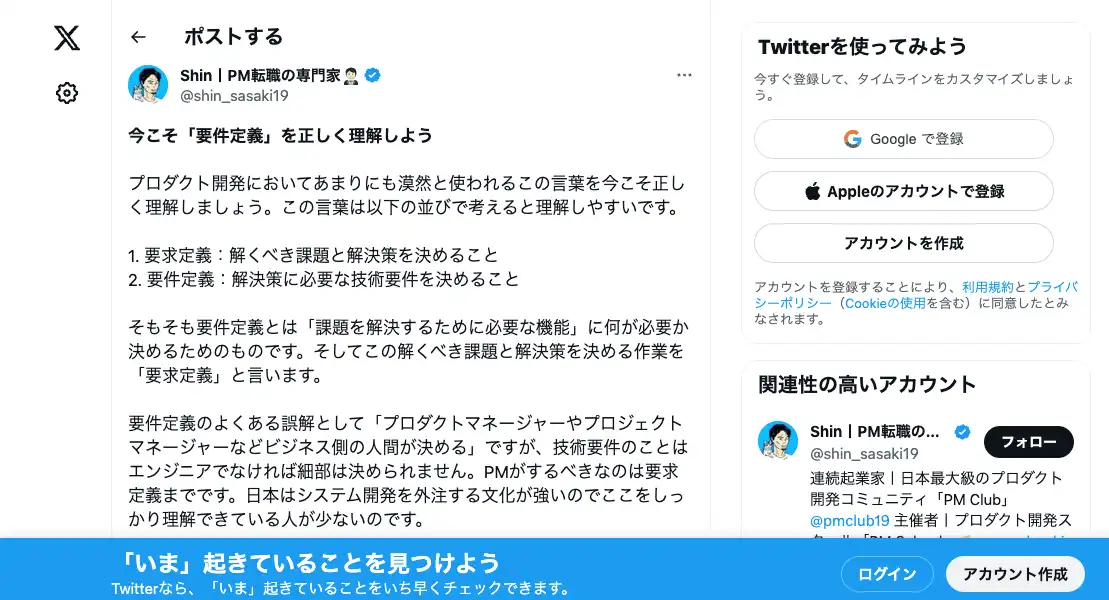 ポストする
Shin | PM転職の専門家
@shin_sasaki19
今こそ「要件定義」を正しく理解しよう
プロダクト開発においてあまりにも漠然と使われるこの言葉を今こそ正し
く理解しましょう。この言葉は以下の並びで考えると理解しやすいです。
1. 要求定義：解くべき課題と解決策を決めること
2. 要件定義：解決策に必要な技術要件を決めること
そもそも要件定義とは「課題を解決するために必要な機能」に何が必要か
決めるためのものです。そしてこの解くべき課題と解決策を決める作業を
「要求定義」と言います。
要件定義のよくある誤解として「プロダクトマネージャーやプロジェクト
マネージャーなどビジネス側の人間が決める」ですが、技術要件のことは
エンジニアでなければ細部は決められません。PMがするべきなのは要求
定義までです。日本はシステム開発を外注する文化が強いのでここをしっ
かり理解できている人が少ないのです。
Twitterを使ってみよう
今すぐ登録して、タイムラインをカスタマイズしましょ
う。
Google で登録
Appleのアカウントで登録
アカウントを作成
アカウントを登録することにより、利用規約とプライバ
シーポリシー（Cookieの使用を含む）に同意したとみ
なされます。
関連性の高いアカウント
Shin | PM転職の...
@shin_sasaki19
フォロー
連続起業家 | 日本最大級のプロダクト
開発コミュニティ「PM Club」
@pmclub19 主催者 | プロダクト開発ス
「いま」起きていることを見つけよう
Twitterなら、「いま」起きていることをいち早くチェックできます。
ログイン
アカウント作成